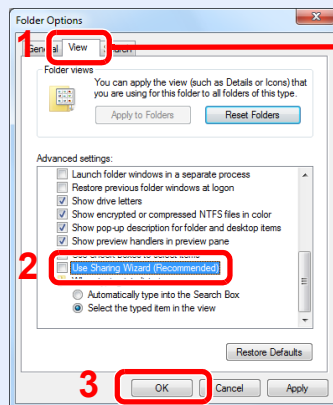 Folder Options
1
General View Search
Folder views
You can apply the view (such as Details or Icons) that
you are using for this folder to all folders of this type.
Apply to Folders Reset Folders
Advanced settings:
Launch folder windows in a separate process
Restore previous folder windows at logon
Show drive letters
Show encrypted or compressed NTFS files in color
Show pop-up description for folder and desktop items
Show preview handlers in preview pane
2
Use Sharing Wizard (Recommended)
Automatically type into the Search Box
Select the typed item in the view
Restore Defaults
3
OK Cancel Apply